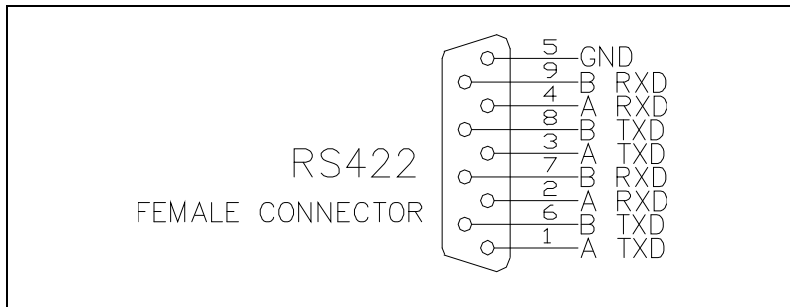 5 GND
9 B RXD
4 A RXD
8 B TXD
3 A TXD
7 B RXD
2 A RXD
6 B TXD
1 A TXD
RS422
FEMALE CONNECTOR